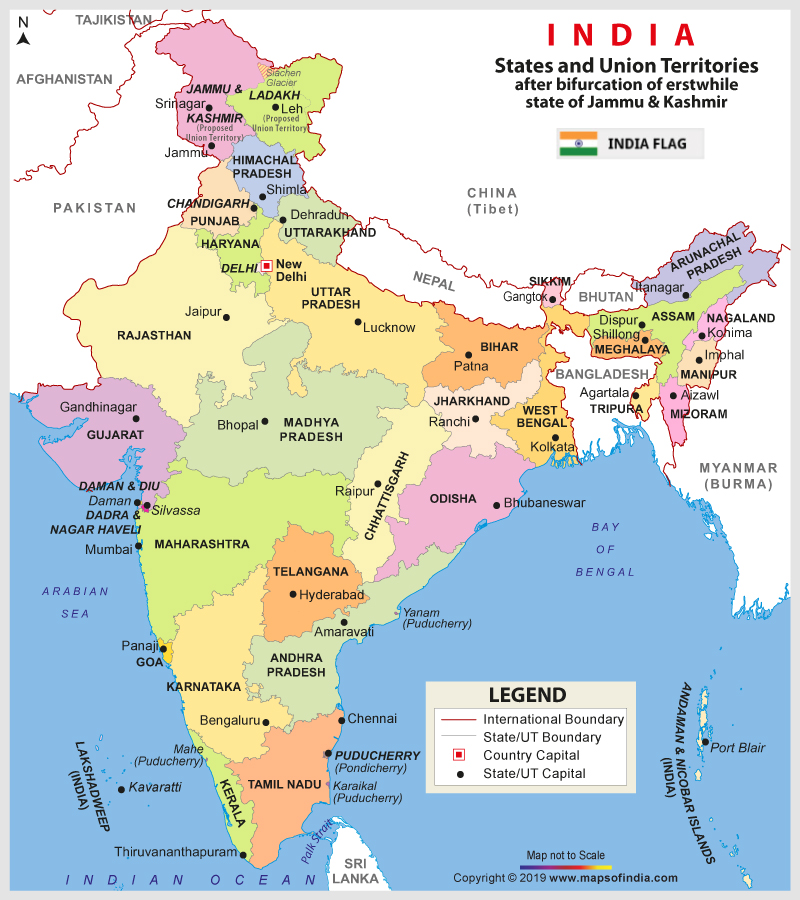 INDIA
States and Union Territories
after bifurcation of erstwhile
state of Jammu & Kashmir
INDIA FLAG
N
TAJIKISTAN
AFGHANISTAN
PAKISTAN
CHINA
(Tibet)
NEPAL
BHUTAN
BANGLADESH
MYANMAR
(BURMA)
SRI
LANKA
Siachen
Glacier
JAMMU &
KASHMIR
(Proposed
Union Territory)
Srinagar
Jammu
LADAKH
Leh
(Proposed
Union Territory)
HIMACHAL
PRADESH
Shimla
CHANDIGARH
PUNJAB
Dehradun
UTTARAKHAND
HARYANA
DELHI
New
Delhi
UTTAR
PRADESH
Lucknow
Jaipur
RAJASTHAN
SIKKIM
Gangtok
ARUNACHAL
PRADESH
Itanagar
ASSAM
Dispur
Shillong
MEGHALAYA
NAGALAND
Kohima
Imphal
MANIPUR
Agartala
TRIPURA
Aizawl
MIZORAM
BIHAR
Patna
JHARKHAND
Ranchi
WEST
BENGAL
Kolkata
Gandhinagar
GUJARAT
Bhopal
MADHYA
PRADESH
CHHATTISGARH
Raipur
ODISHA
Bhubaneswar
DAMAN & DIU
Daman
Silvassa
DADRA &
NAGAR HAVELI
Mumbai
MAHARASHTRA
TELANGANA
Hyderabad
Yanam
(Puducherry)
Amaravati
ANDHRA
PRADESH
Panaji
GOA
KARNATAKA
Bengaluru
Chennai
PUDUCHERRY
(Pondicherry)
Mahe
(Puducherry)
Karaikal
(Puducherry)
TAMIL NADU
KERALA
Thiruvananthapuram
LAKSHADWEEP
(INDIA)
Kavaratti
ANDAMAN & NICOBAR ISLANDS
(INDIA)
Port Blair
ARABIAN
SEA
BAY
OF
BENGAL
Palk Strait
INDIAN OCEAN
LEGEND
International Boundary
State/UT Boundary
Country Capital
State/UT Capital
Map not to Scale
Copyright © 2019 www.mapsofindia.com